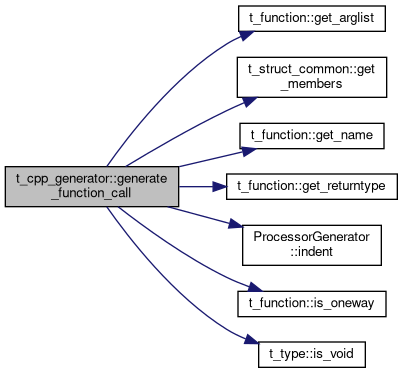 t_function::get_arglist
t_struct_common::get
_members
t_function::get_name
t_cpp_generator::generate
_function_call
t_function::get_returntype
ProcessorGenerator
::indent
t_function::is_oneway
t_type::is_void